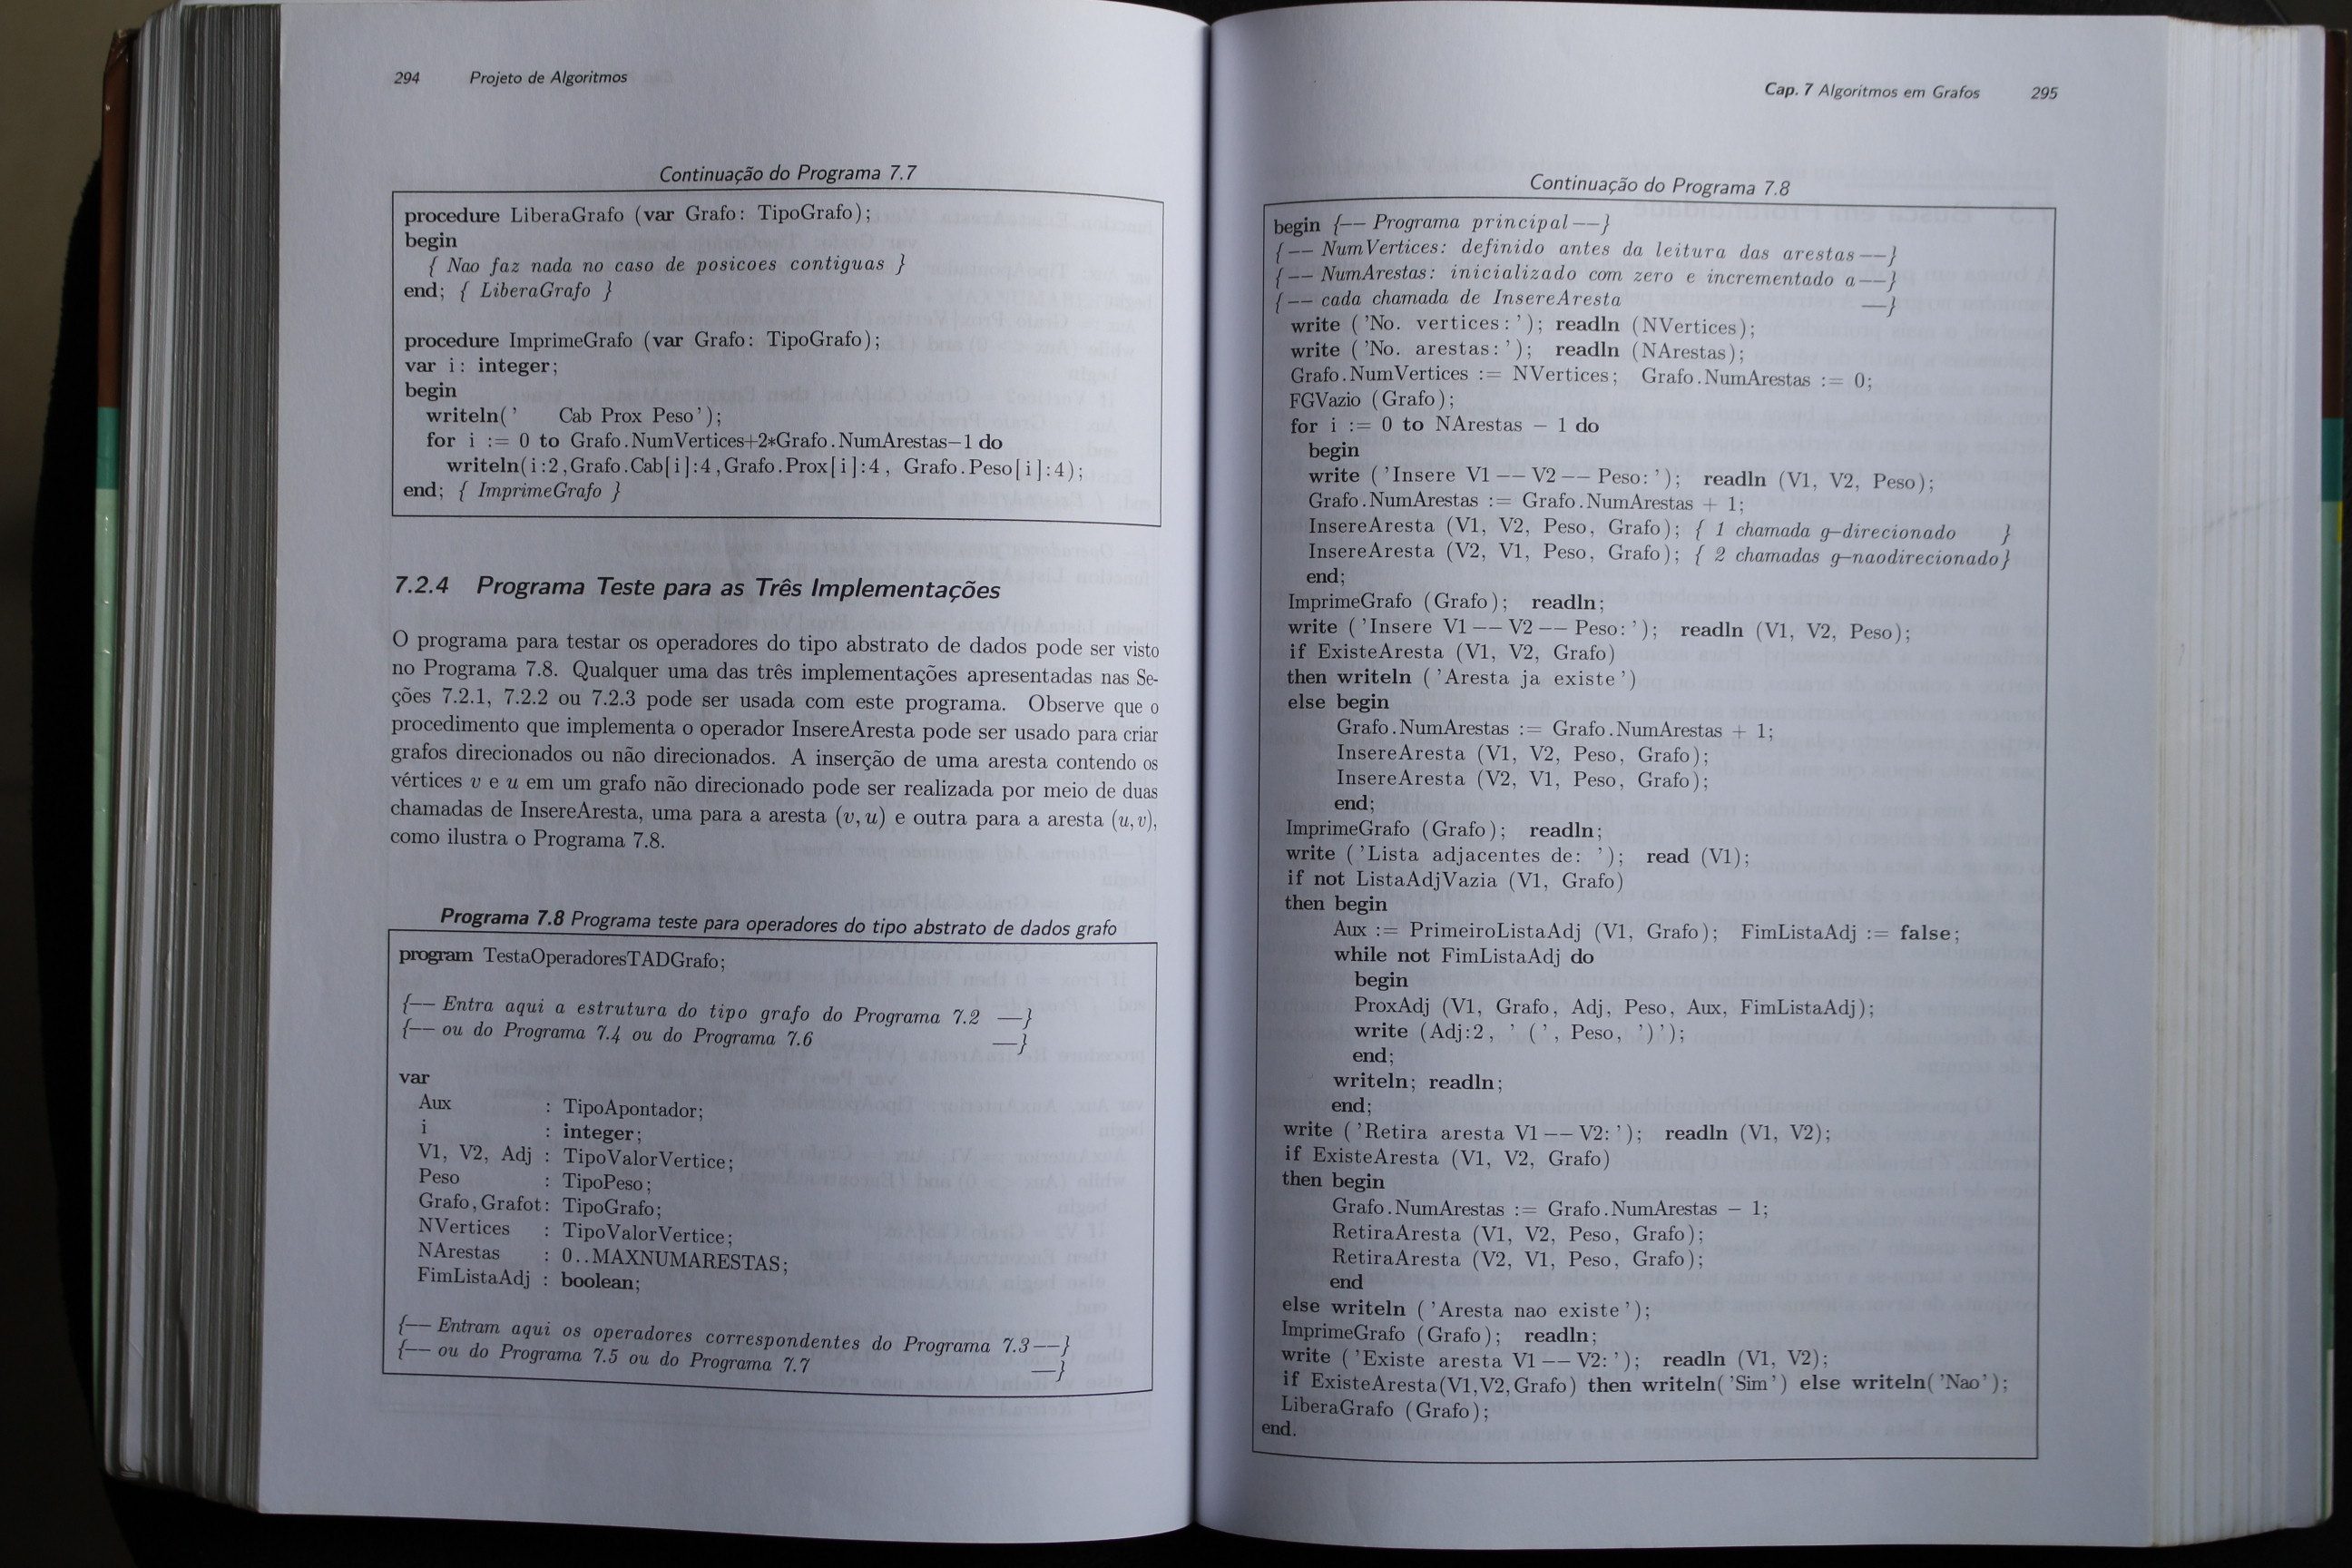 294 Projeto de Algoritmos
Continuação do Programa 7.7
procedure LiberaGrafo (var Grafo: TipoGrafo);
begin
{ Nao faz nada no caso de posicoes contiguas }
end; { LiberaGrafo }
procedure ImprimeGrafo (var Grafo: TipoGrafo);
var i: integer;
begin
writeln(' Cab Prox Peso');
for i := 0 to Grafo.NumVertices+2*Grafo.NumArestas−1 do
writeln(i:2,Grafo.Cab[i]:4,Grafo.Prox[i]:4, Grafo.Peso[i]:4);
end; { ImprimeGrafo }
7.2.4 Programa Teste para as Três Implementações
O programa para testar os operadores do tipo abstrato de dados pode ser visto
no Programa 7.8. Qualquer uma das três implementações apresentadas nas Se-
ções 7.2.1, 7.2.2 ou 7.2.3 pode ser usada com este programa. Observe que o
procedimento que implementa o operador InsereAresta pode ser usado para criar
grafos direcionados ou não direcionados. A inserção de uma aresta contendo os
vértices v e u em um grafo não direcionado pode ser realizada por meio de duas
chamadas de InsereAresta, uma para a aresta (v, u) e outra para a aresta (u, v),
como ilustra o Programa 7.8.
Programa 7.8 Programa teste para operadores do tipo abstrato de dados grafo
program TestaOperadoresTADGrafo;
{−− Entra aqui a estrutura do tipo grafo do Programa 7.2 −−}
{−− ou do Programa 7.4 ou do Programa 7.6 −−}
var
Aux : TipoApontador;
i : integer;
V1, V2, Adj : TipoValorVertice;
Peso : TipoPeso;
Grafo, Grafot: TipoGrafo;
NVertices : TipoValorVertice;
NArestas : 0..MAXNUMARESTAS;
FimListaAdj : boolean;
{−− Entram aqui os operadores correspondentes do Programa 7.3 −−}
{−− ou do Programa 7.5 ou do Programa 7.7 −−}
Cap. 7 Algoritmos em Grafos 295
Continuação do Programa 7.8
begin {−− Programa principal −−}
{−− NumVertices: definido antes da leitura das arestas −−}
{−− NumArestas: inicializado com zero e incrementado a −−}
{−− cada chamada de InsereAresta −−}
write ('No. vertices:'); readln (NVertices);
write ('No. arestas:'); readln (NArestas);
Grafo.NumVertices := NVertices; Grafo.NumArestas := 0;
FGVazio (Grafo);
for i := 0 to NArestas − 1 do
begin
write ('Insere V1 −− V2 −− Peso:'); readln (V1, V2, Peso);
Grafo.NumArestas := Grafo.NumArestas + 1;
InsereAresta (V1, V2, Peso, Grafo); { 1 chamada g−direcionado }
InsereAresta (V2, V1, Peso, Grafo); { 2 chamadas g−naodirecionado}
end;
ImprimeGrafo (Grafo); readln;
write ('Insere V1 −− V2 −− Peso:'); readln (V1, V2, Peso);
if ExisteAresta (V1, V2, Grafo)
then writeln ('Aresta ja existe')
else begin
Grafo.NumArestas := Grafo.NumArestas + 1;
InsereAresta (V1, V2, Peso, Grafo);
InsereAresta (V2, V1, Peso, Grafo);
end;
ImprimeGrafo (Grafo); readln;
write ('Lista adjacentes de: '); read (V1);
if not ListaAdjVazia (V1, Grafo)
then begin
Aux := PrimeiroListaAdj (V1, Grafo); FimListaAdj := false;
while not FimListaAdj do
begin
ProxAdj (V1, Grafo, Adj, Peso, Aux, FimListaAdj);
write (Adj:2, ' (', Peso, ')');
end;
writeln; readln;
end;
write ('Retira aresta V1 −− V2:'); readln (V1, V2);
if ExisteAresta (V1, V2, Grafo)
then begin
Grafo.NumArestas := Grafo.NumArestas − 1;
RetiraAresta (V1, V2, Peso, Grafo);
RetiraAresta (V2, V1, Peso, Grafo);
end
else writeln ('Aresta nao existe');
ImprimeGrafo (Grafo); readln;
write ('Existe aresta V1 −− V2:'); readln (V1, V2);
if ExisteAresta(V1,V2,Grafo) then writeln('Sim') else writeln('Nao');
LiberaGrafo (Grafo);
end.